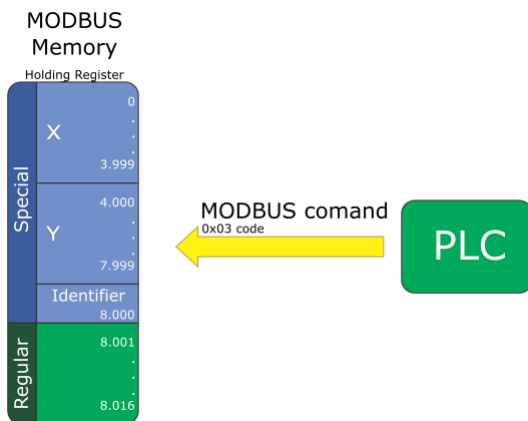 MODBUS
Memory
Holding Register
Special
X
0
.
.
.
3.999
Y
4.000
.
.
.
7.999
Identifier
8.000
Regular
8.001
.
.
.
8.016
MODBUS comand
0x03 code
PLC